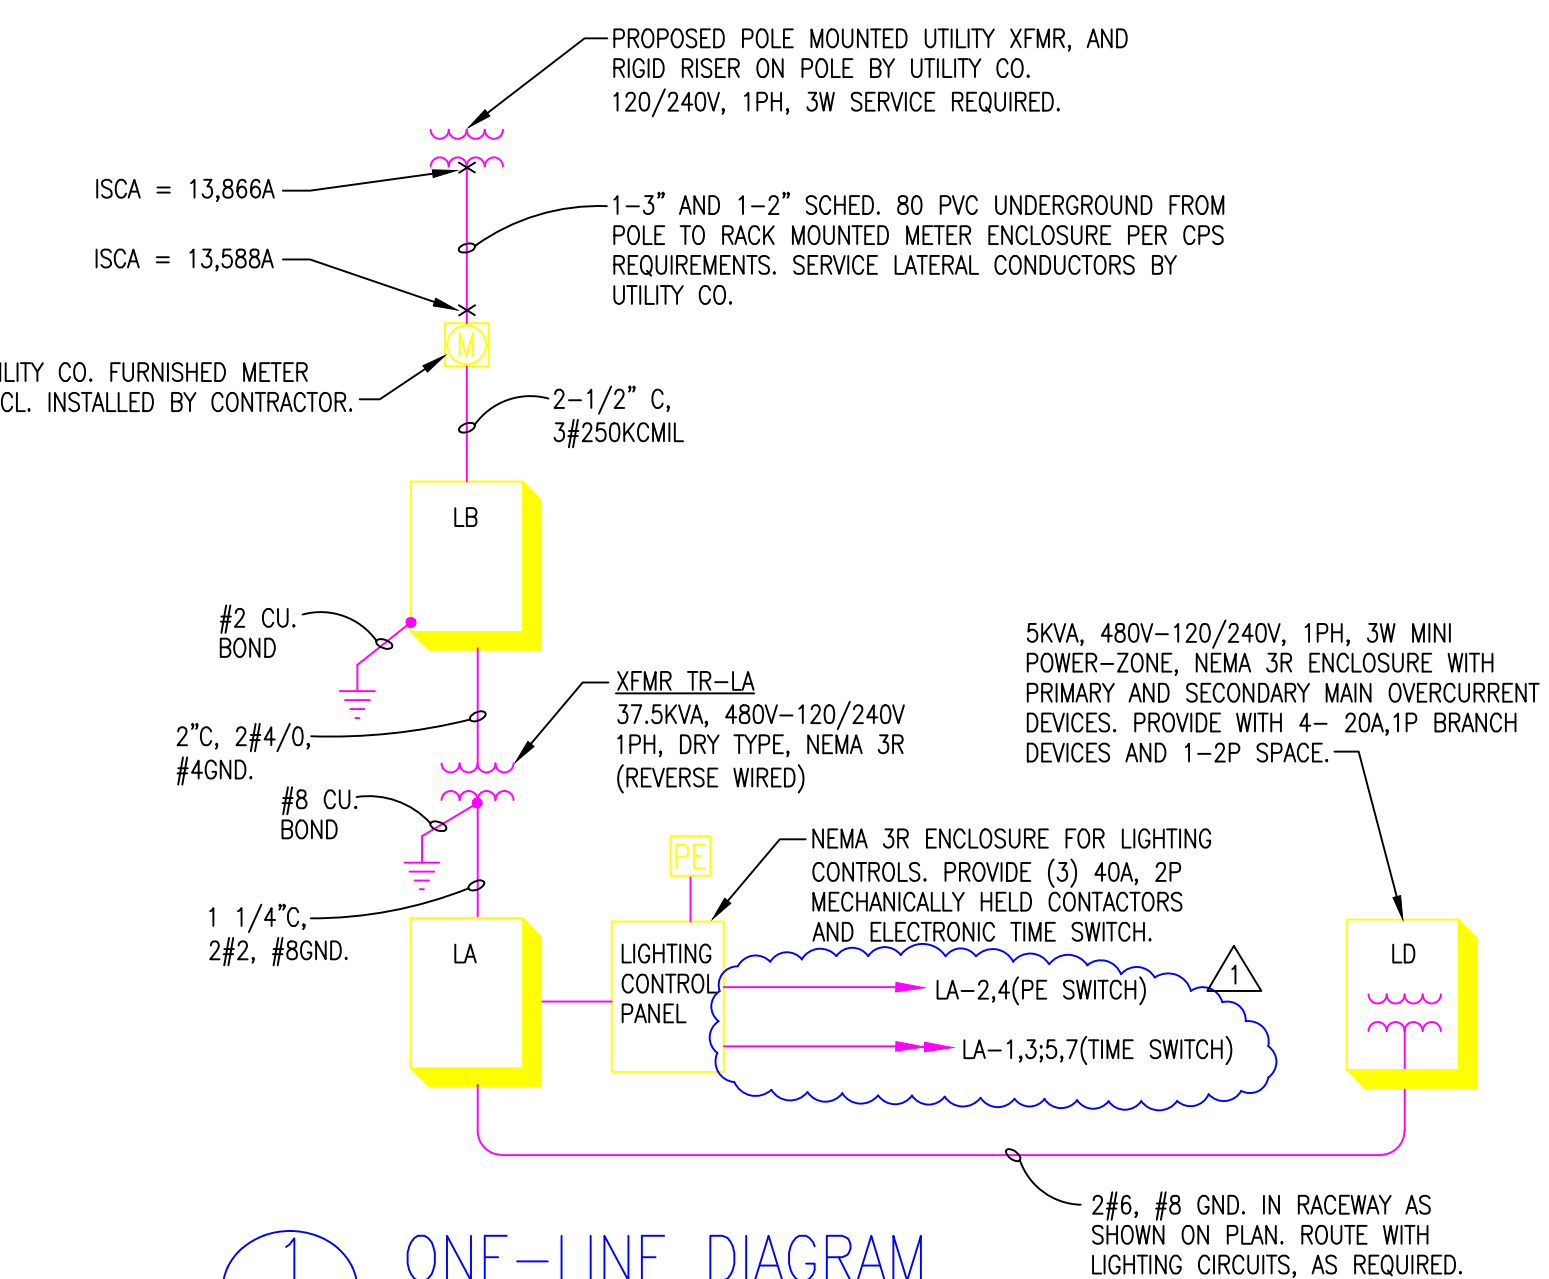 PROPOSED POLE MOUNTED UTILITY XFMR, AND
RIGID RISER ON POLE BY UTILITY CO.
120/240V, 1PH, 3W SERVICE REQUIRED.
ISCA = 13,866A
1-3" AND 1-2" SCHED. 80 PVC UNDERGROUND FROM
POLE TO RACK MOUNTED METER ENCLOSURE PER CPS
REQUIREMENTS. SERVICE LATERAL CONDUCTORS BY
UTILITY CO.
ISCA = 13,588A
M
ILITY CO. FURNISHED METER
CL. INSTALLED BY CONTRACTOR.
2-1/2" C,
3#250KCMIL
LB
#2 CU.
BOND
XFMR TR-LA
37.5KVA, 480V-120/240V
1PH, DRY TYPE, NEMA 3R
(REVERSE WIRED)
2"C, 2#4/0,
#4GND.
#8 CU.
BOND
5KVA, 480V-120/240V, 1PH, 3W MINI
POWER-ZONE, NEMA 3R ENCLOSURE WITH
PRIMARY AND SECONDARY MAIN OVERCURRENT
DEVICES. PROVIDE WITH 4- 20A,1P BRANCH
DEVICES AND 1-2P SPACE.
PE
NEMA 3R ENCLOSURE FOR LIGHTING
CONTROLS. PROVIDE (3) 40A, 2P
MECHANICALLY HELD CONTACTORS
AND ELECTRONIC TIME SWITCH.
1 1/4"C,
2#2, #8GND.
LA
LIGHTING
CONTROL
PANEL
LA-2,4(PE SWITCH)
1
LA-1,3;5,7(TIME SWITCH)
LD
2#6, #8 GND. IN RACEWAY AS
SHOWN ON PLAN. ROUTE WITH
LIGHTING CIRCUITS, AS REQUIRED.
1
ONE-LINE DIAGRAM